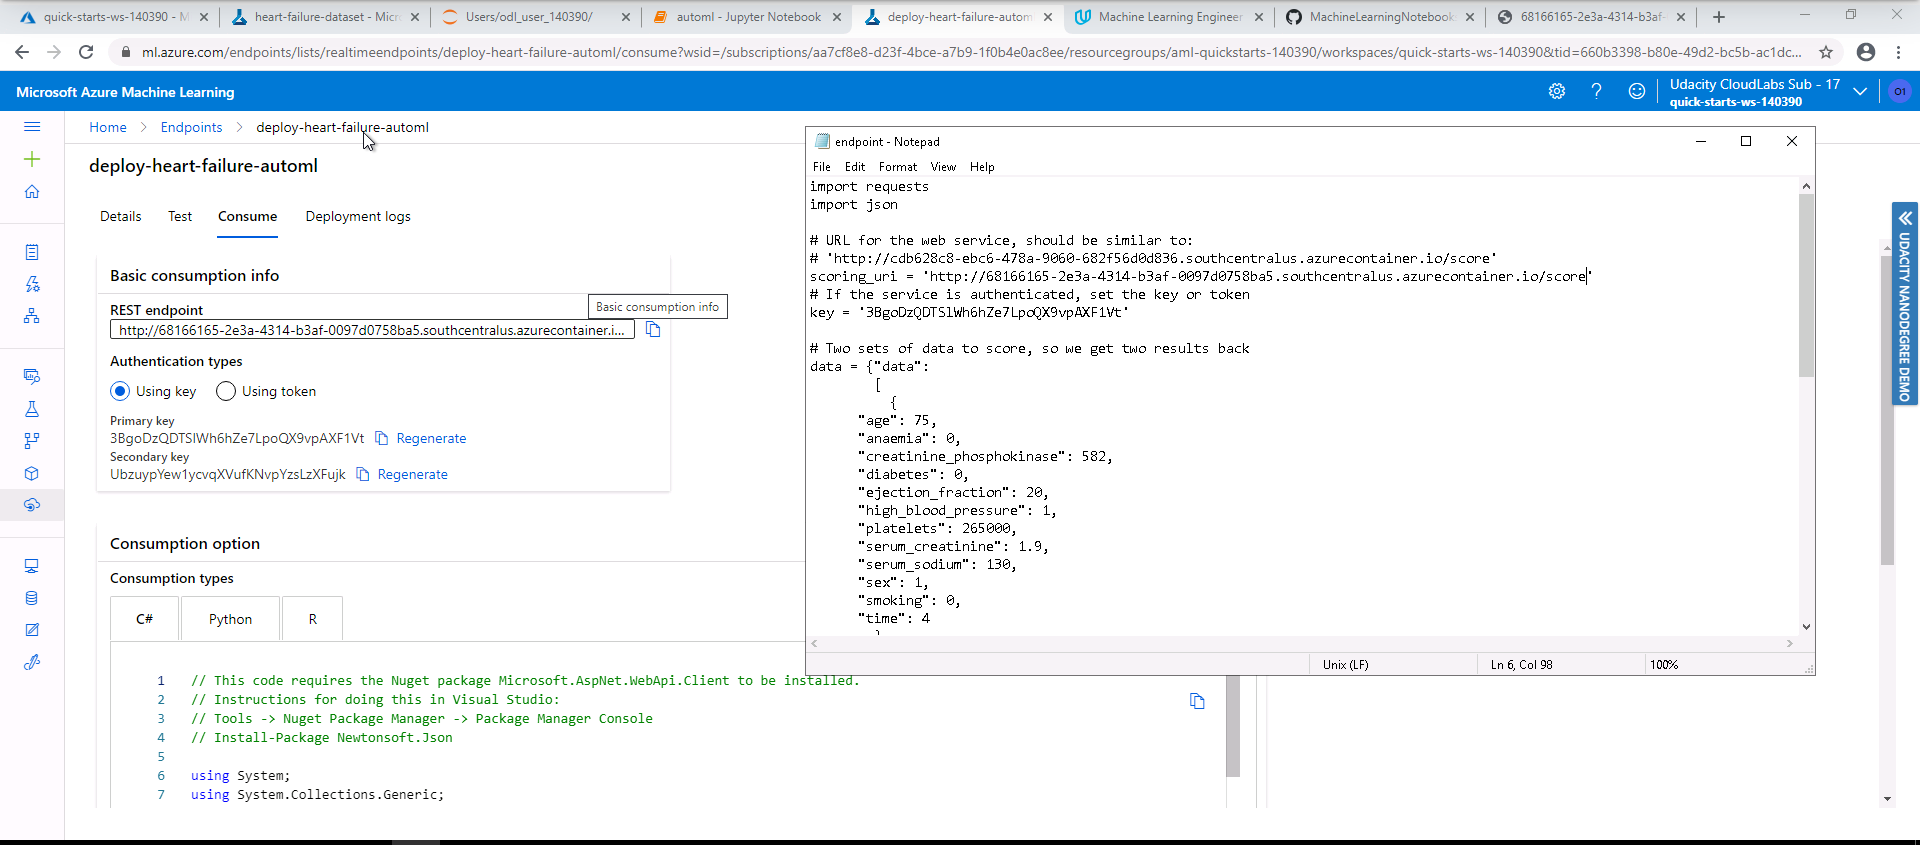 quick-starts-ws-140390 - M
heart-failure-dataset - Micr
Users/odl_user_140390/
automl - Jupyter Notebook
deploy-heart-failure-autom
Machine Learning Engineer
MachineLearningNotebook
68166165-2e3a-4314-b3af-
ml.azure.com/endpoints/lists/realtimeendpoints/deploy-heart-failure-automl/consume?wsid=/subscriptions/aa7cf8e8-d23f-4bce-a7b9-1f0b4e0ac8ee/resourcegroups/aml-quickstarts-140390/workspaces/quick-starts-ws-140390&tid=660b3398-b80e-49d2-bc5b-ac1dc...
Microsoft Azure Machine Learning
Udacity CloudLabs Sub - 17
quick-starts-ws-140390
O1
Home > Endpoints > deploy-heart-failure-automl
deploy-heart-failure-automl
Details Test Consume Deployment logs
Basic consumption info
REST endpoint
Basic consumption info
http://68166165-2e3a-4314-b3af-0097d0758ba5.southcentralus.azurecontainer.i...
Authentication types
Using key Using token
Primary key
3BgoDzQDTSlWh6hZe7LpoQX9vpAXF1Vt Regenerate
Secondary key
UbzuypYew1ycvqXVufKNvpYzsLzXFujk Regenerate
Consumption option
Consumption types
C# Python R
1 // This code requires the Nuget package Microsoft.AspNet.WebApi.Client to be installed.
2 // Instructions for doing this in Visual Studio:
3 // Tools -> Nuget Package Manager -> Package Manager Console
4 // Install-Package Newtonsoft.Json
5
6 using System;
7 using System.Collections.Generic;
endpoint - Notepad
File Edit Format View Help
import requests
import json
# URL for the web service, should be similar to:
# 'http://cdb628c8-ebc6-478a-9060-682f56d0d836.southcentralus.azurecontainer.io/score'
scoring_uri = 'http://68166165-2e3a-4314-b3af-0097d0758ba5.southcentralus.azurecontainer.io/score'
# If the service is authenticated, set the key or token
key = '3BgoDzQDTSlWh6hZe7LpoQX9vpAXF1Vt'
# Two sets of data to score, so we get two results back
data = {"data":
[
{
"age": 75,
"anaemia": 0,
"creatinine_phosphokinase": 582,
"diabetes": 0,
"ejection_fraction": 20,
"high_blood_pressure": 1,
"platelets": 265000,
"serum_creatinine": 1.9,
"serum_sodium": 130,
"sex": 1,
"smoking": 0,
"time": 4
}
Unix (LF) Ln 6, Col 98 100%
UDACITY NANODEGREE DEMO